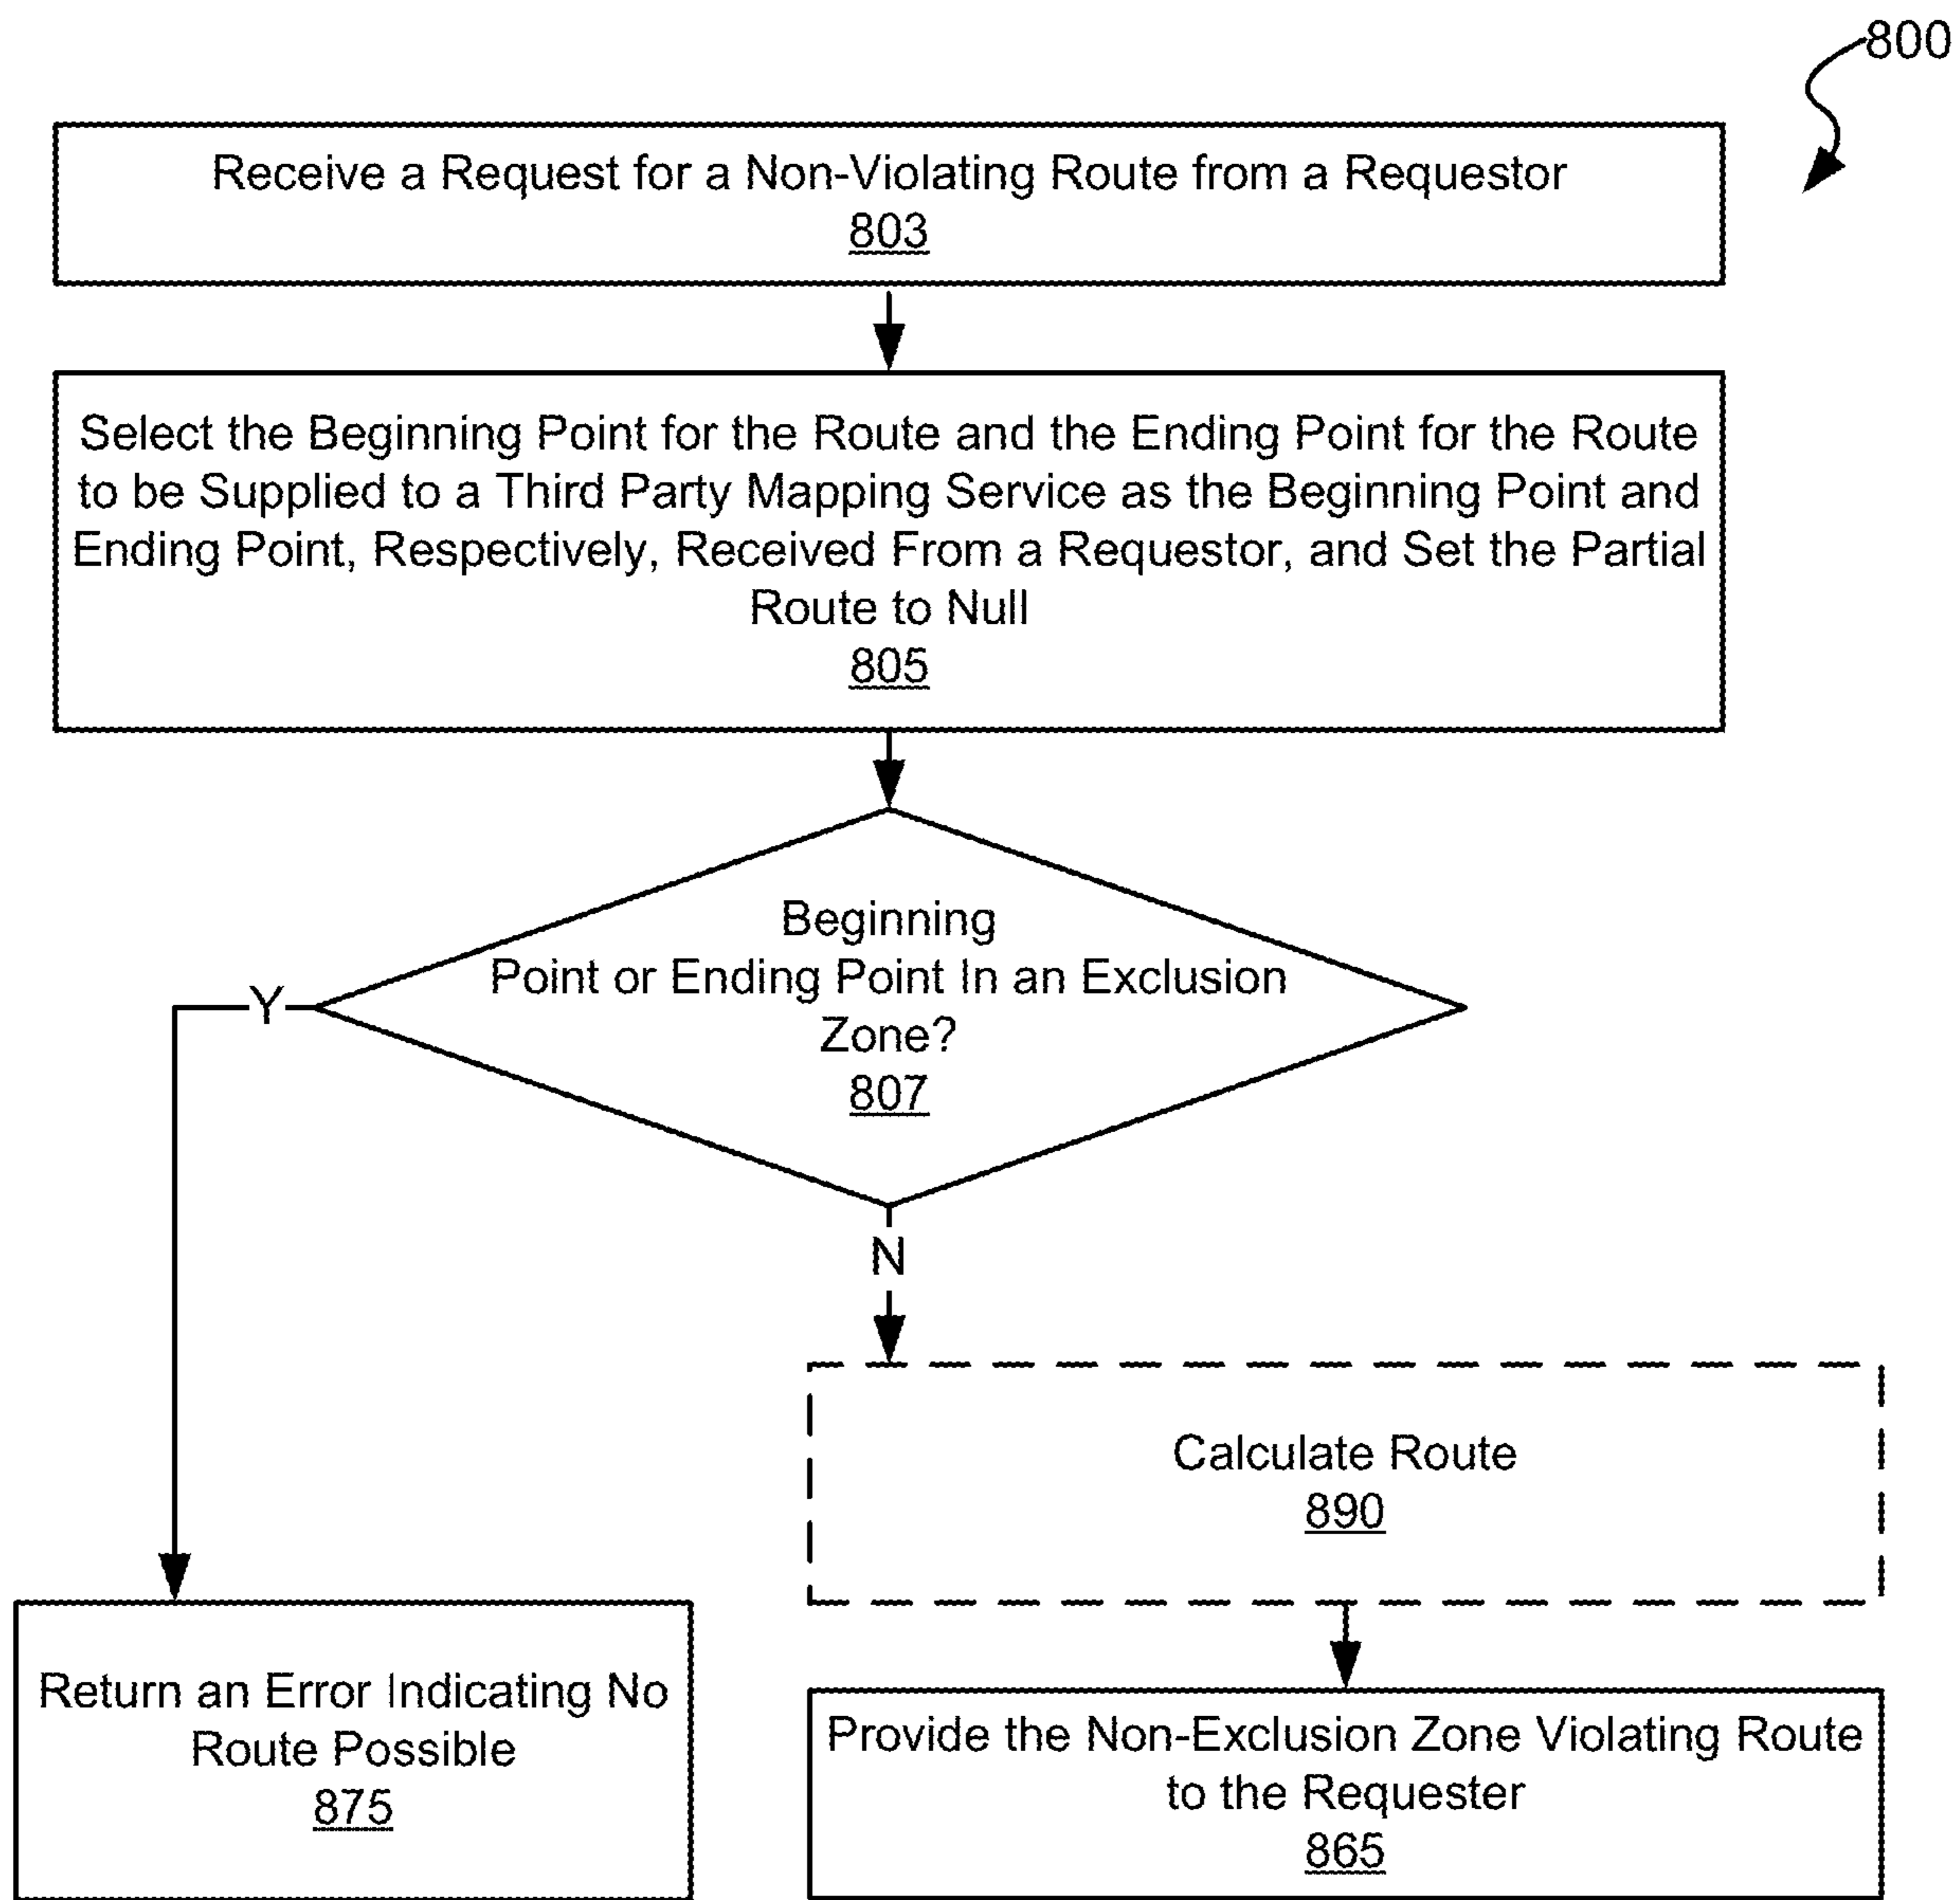 800
Receive a Request for a Non-Violating Route from a Requestor
803
Select the Beginning Point for the Route and the Ending Point for the Route
to be Supplied to a Third Party Mapping Service as the Beginning Point and
Ending Point, Respectively, Received From a Requestor, and Set the Partial
Route to Null
805
Beginning
Point or Ending Point In an Exclusion
Zone?
807
Y
N
Calculate Route
890
Return an Error Indicating No
Route Possible
875
Provide the Non-Exclusion Zone Violating Route
to the Requester
865